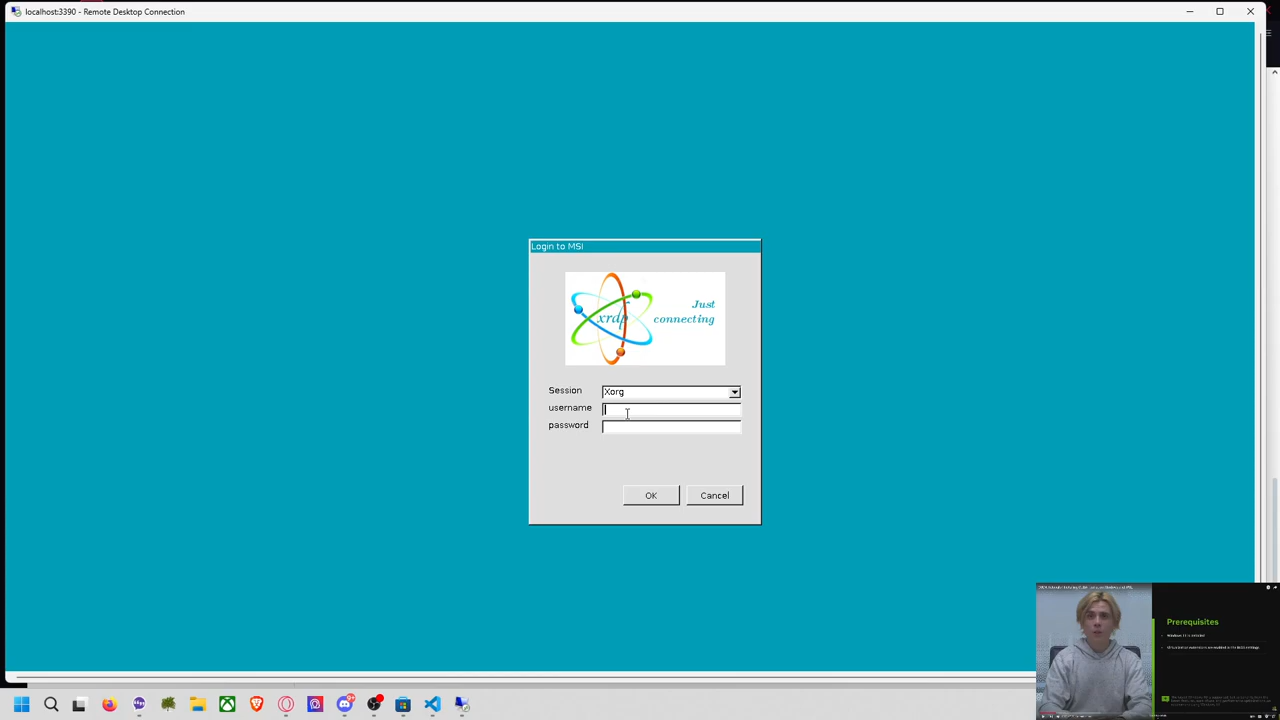 localhost:3390 - Remote Desktop Connection
Login to MSI
xrdp
Just
connecting
Session
Xorg
username
password
OK
Cancel
Prerequisites